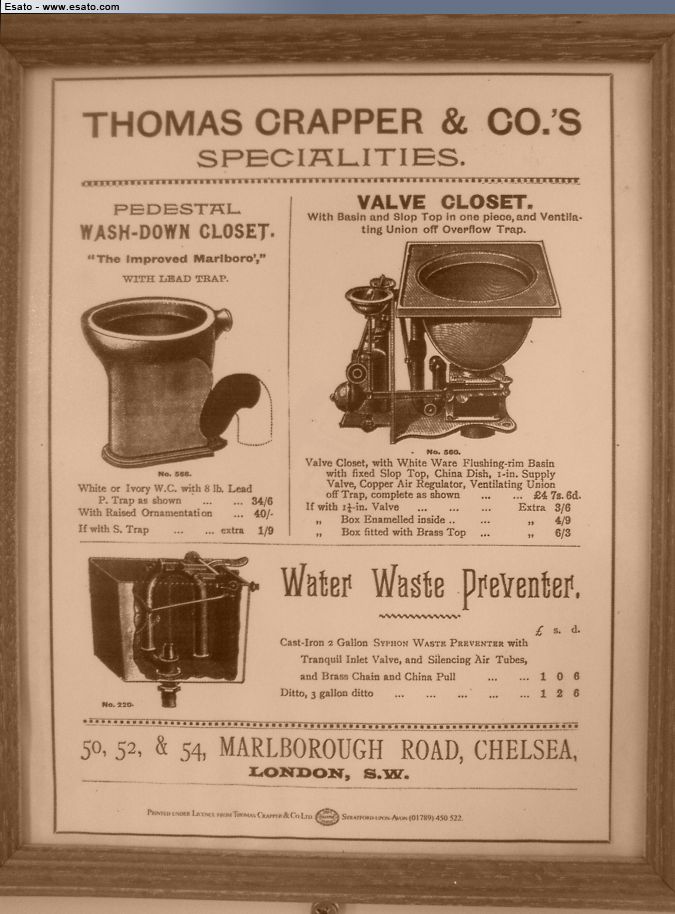 Esato - www.esato.com
THOMAS CRAPPER & CO.'S
SPECIALITIES.
PEDESTAL
WASH-DOWN CLOSET.
"The Improved Marlboro',"
WITH LEAD TRAP.
No. 566.
White or Ivory W.C. with 8 lb. Lead
P. Trap as shown ... ... 34/6
With Raised Ornamentation ... 40/-
If with S. Trap ... ... extra 1/9
VALVE CLOSET.
With Basin and Slop Top in one piece, and Ventila-
ting Union off Overflow Trap.
No. 560.
Valve Closet, with White Ware Flushing-rim Basin
with fixed Slop Top, China Dish, 1-in. Supply
Valve, Copper Air Regulator, Ventilating Union
off Trap, complete as shown ... ... £4 7s. 6d.
If with 1¼-in. Valve ... ... ... Extra 3/6
„ Box Enamelled inside .. ... „ 4/9
„ Box fitted with Brass Top ... „ 6/3
No. 220.
Water Waste Preventer.
£ s. d.
Cast-Iron 2 Gallon SYPHON WASTE PREVENTER with
Tranquil Inlet Valve, and Silencing Air Tubes,
and Brass Chain and China Pull ... ... 1 0 6
Ditto, 3 gallon ditto ... ... ... ... ... 1 2 6
50, 52, & 54, MARLBOROUGH ROAD, CHELSEA,
LONDON, S.W.
PRINTED UNDER LICENCE FROM THOMAS CRAPPER & CO LTD. STRATFORD-UPON-AVON (01789) 450 522.